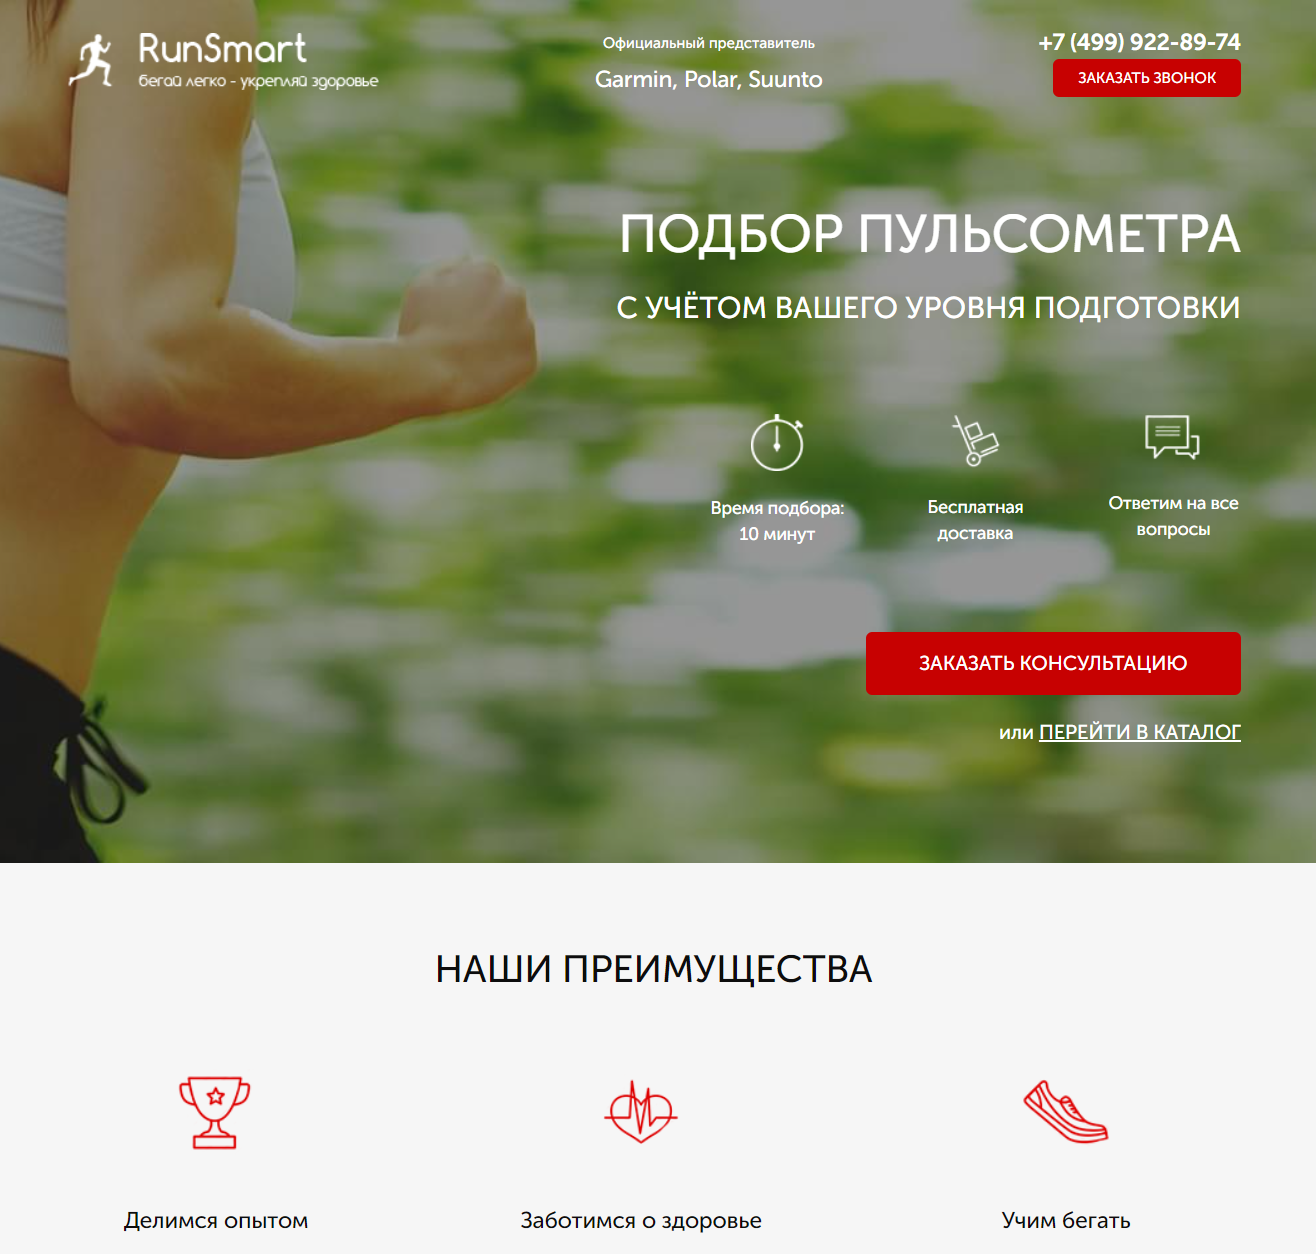 RunSmart
бегай легко - укрепляй здоровье
Официальный представитель
Garmin, Polar, Suunto
+7 (499) 922-89-74
ЗАКАЗАТЬ ЗВОНОК
ПОДБОР ПУЛЬСОМЕТРА
С УЧЁТОМ ВАШЕГО УРОВНЯ ПОДГОТОВКИ
Время подбора:
10 минут
Бесплатная
доставка
Ответим на все
вопросы
ЗАКАЗАТЬ КОНСУЛЬТАЦИЮ
или ПЕРЕЙТИ В КАТАЛОГ
НАШИ ПРЕИМУЩЕСТВА
Делимся опытом
Заботимся о здоровье
Учим бегать